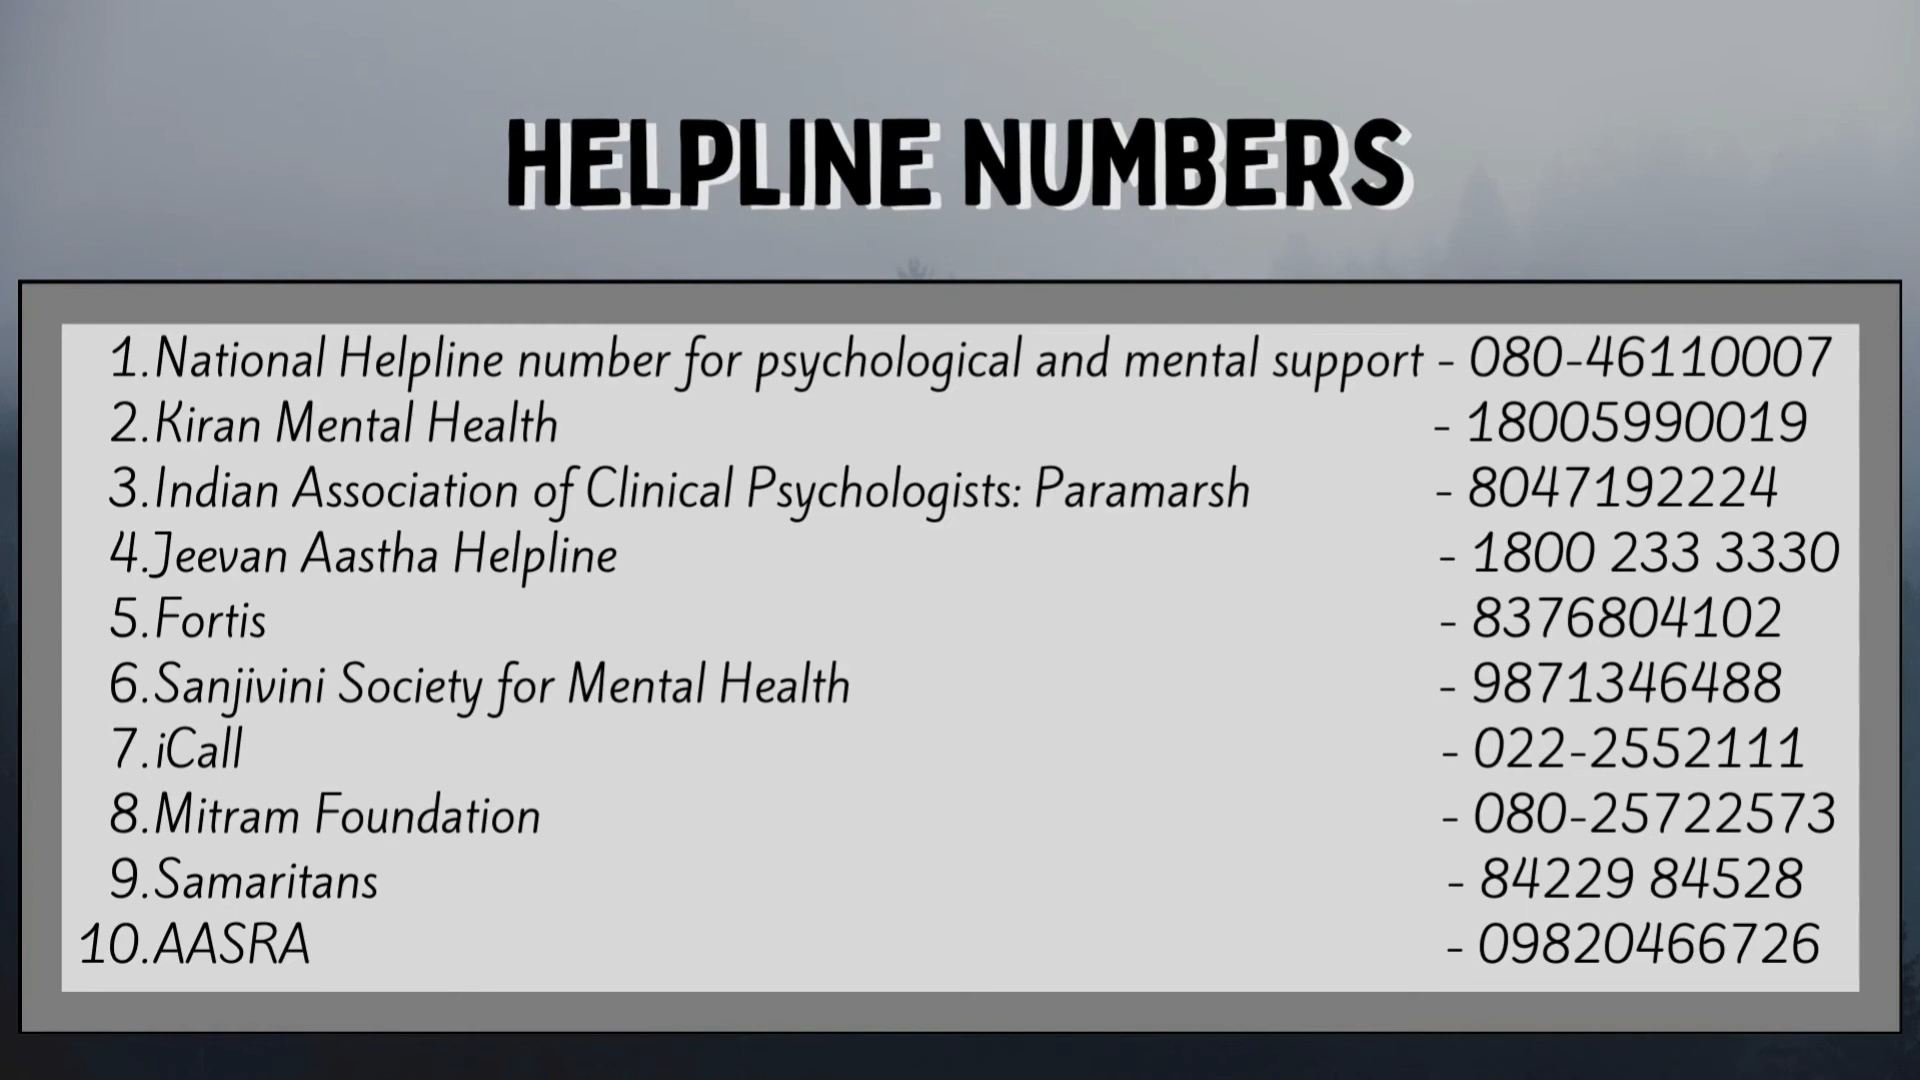 HELPLINE NUMBERS
1. National Helpline number for psychological and mental support - 080-46110007
2. Kiran Mental Health - 18005990019
3. Indian Association of Clinical Psychologists: Paramarsh - 8047192224
4. Jeevan Aastha Helpline - 1800 233 3330
5. Fortis - 8376804102
6. Sanjivini Society for Mental Health - 9871346488
7. iCall - 022-2552111
8. Mitram Foundation - 080-25722573
9. Samaritans - 84229 84528
10. AASRA - 09820466726